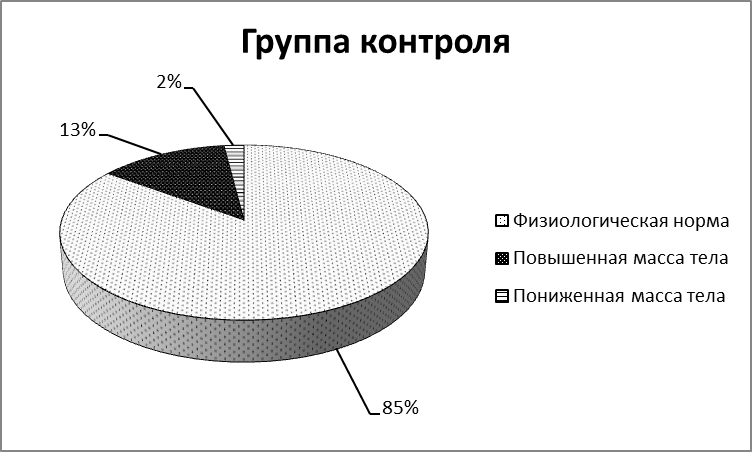 Группа контроля
2%
13%
Физиологическая норма
Повышенная масса тела
Пониженная масса тела
85%